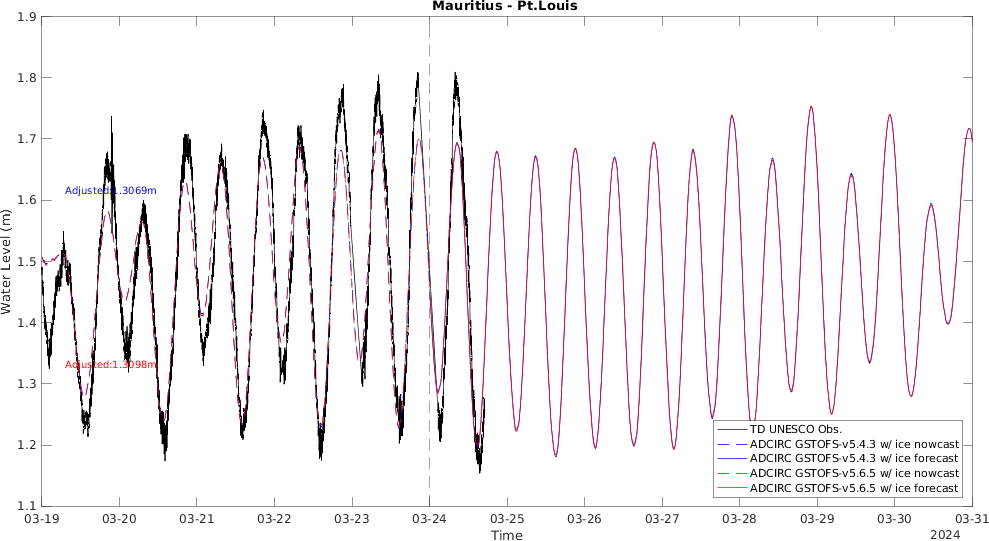 Mauritius - Pt.Louis
1.9
1.8
1.7
1.6
1.5
1.4
1.3
1.2
1.1
Water Level (m)
Adjusted:1.3069m
Adjusted:1.3098m
TD UNESCO Obs.
ADCIRC GSTOFS-v5.4.3 w/ ice nowcast
ADCIRC GSTOFS-v5.4.3 w/ ice forecast
ADCIRC GSTOFS-v5.6.5 w/ ice nowcast
ADCIRC GSTOFS-v5.6.5 w/ ice forecast
03-19 03-20 03-21 03-22 03-23 03-24 03-25 03-26 03-27 03-28 03-29 03-30 03-31
Time
2024